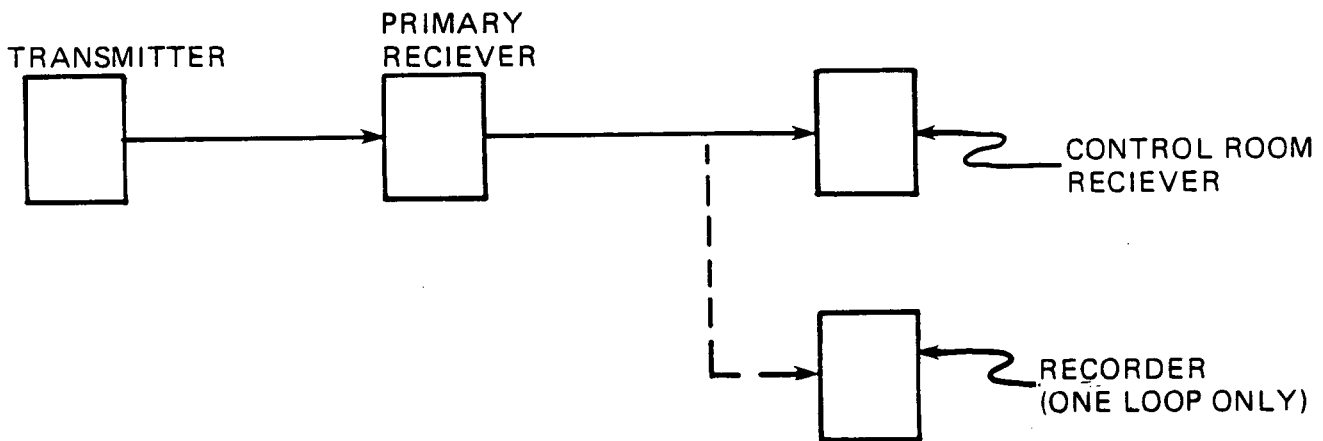 TRANSMITTER
PRIMARY
RECIEVER
CONTROL ROOM
RECIEVER
RECORDER
(ONE LOOP ONLY)